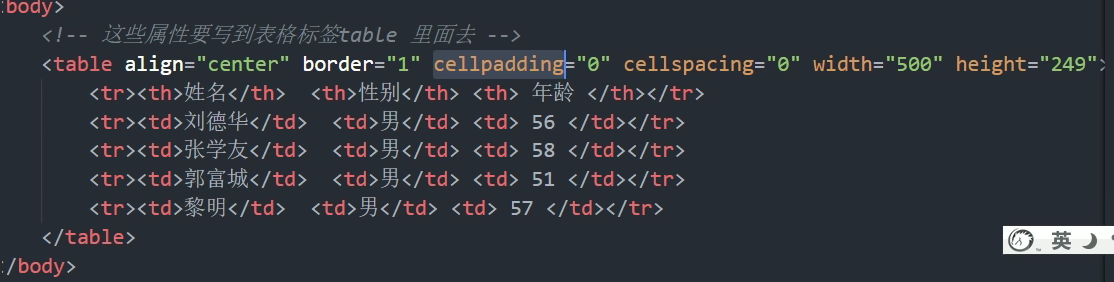 body>
<!-- 这些属性要写到表格标签table 里面去 -->
<table align="center" border="1" cellpadding="0" cellspacing="0" width="500" height="249">
<tr><th>姓名</th>  <th>性别</th> <th> 年龄 </th></tr>
<tr><td>刘德华</td>  <td>男</td> <td> 56 </td></tr>
<tr><td>张学友</td>  <td>男</td> <td> 58 </td></tr>
<tr><td>郭富城</td>  <td>男</td> <td> 51 </td></tr>
<tr><td>黎明</td>  <td>男</td> <td> 57 </td></tr>
</table>
英
/body>